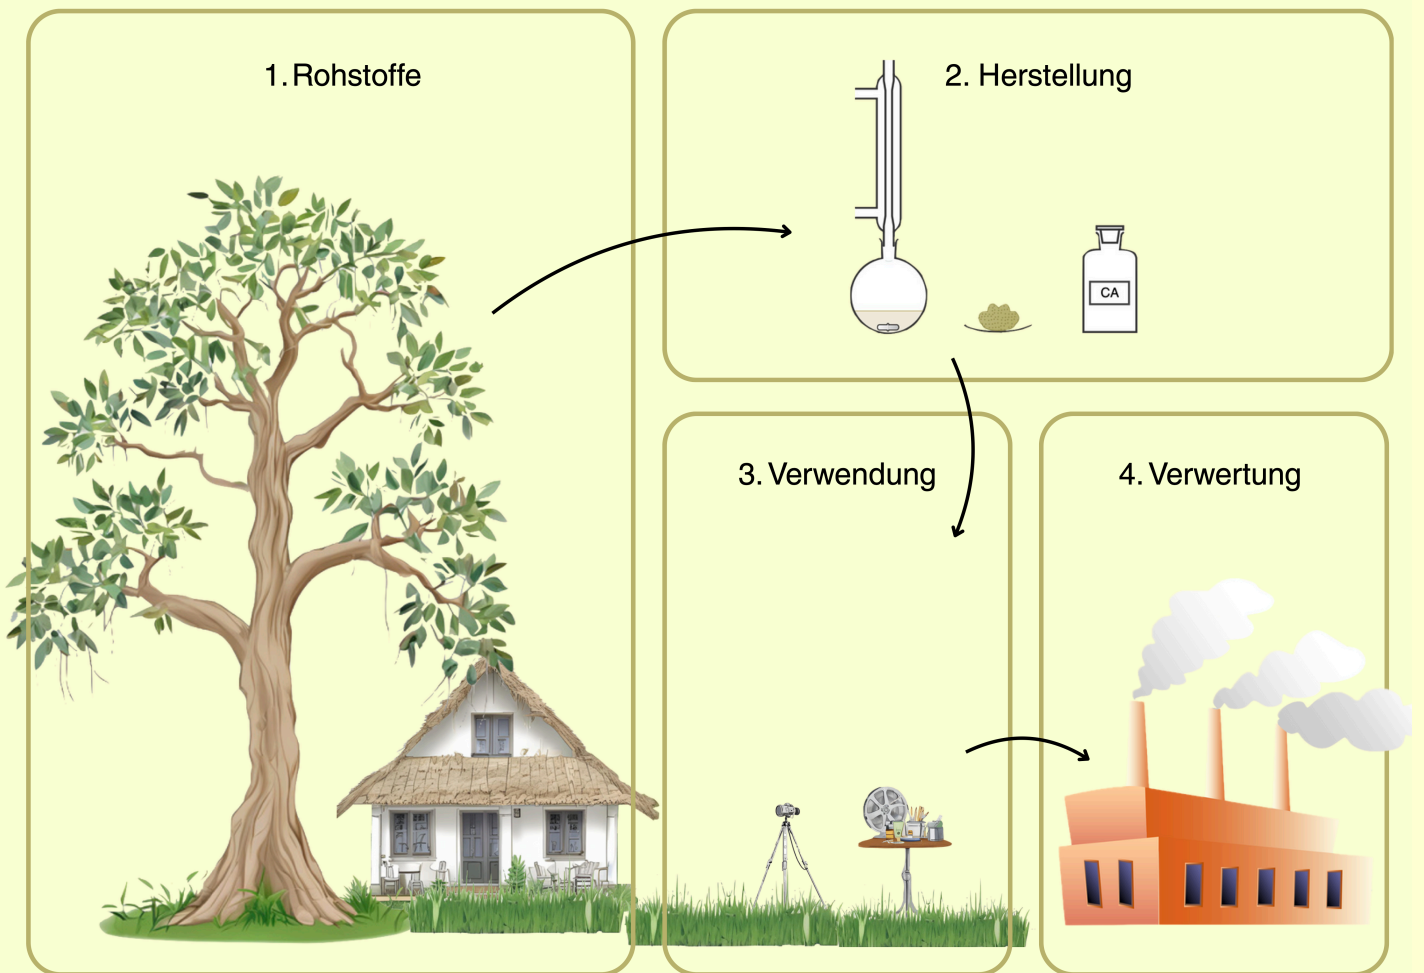 1. Rohstoffe
2. Herstellung
CA
3. Verwendung
4. Verwertung